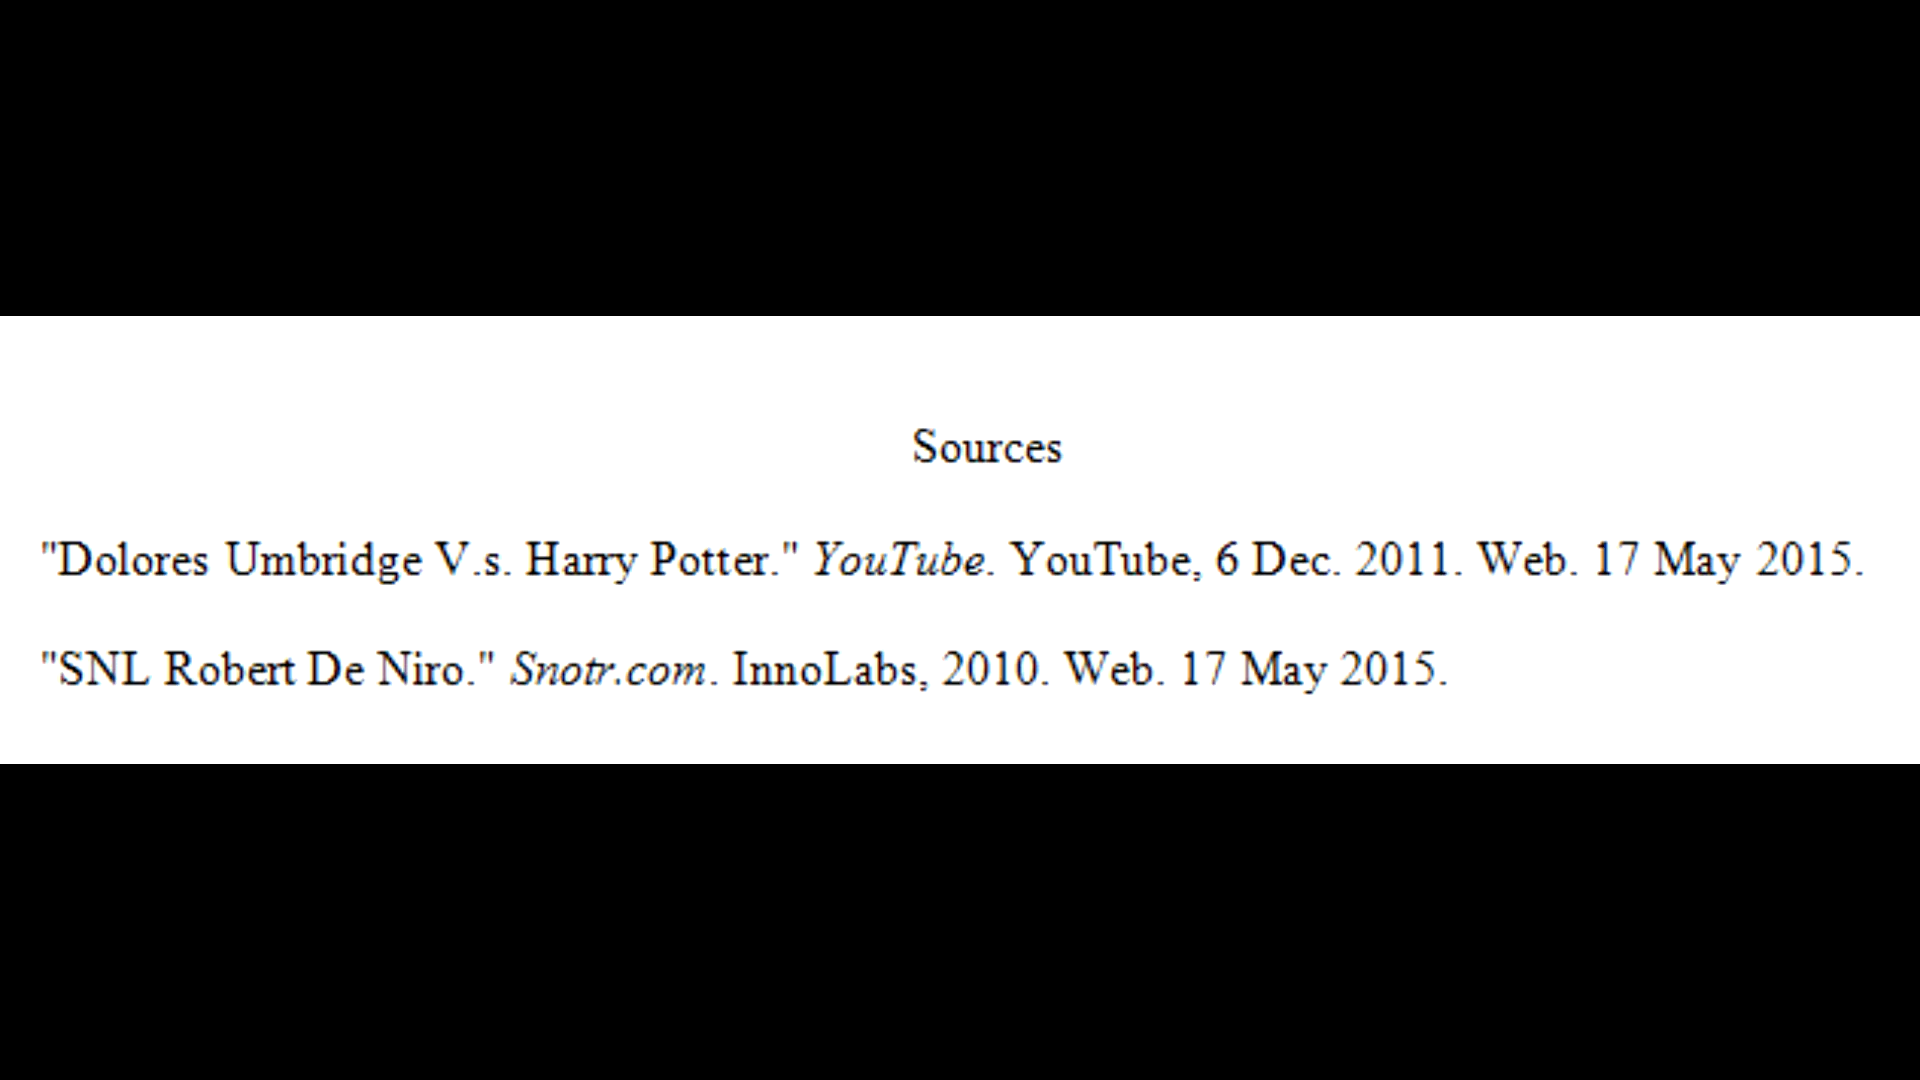 Sources
"Dolores Umbridge V.s. Harry Potter." YouTube. YouTube, 6 Dec. 2011. Web. 17 May 2015.
"SNL Robert De Niro." Snotr.com. InnoLabs, 2010. Web. 17 May 2015.